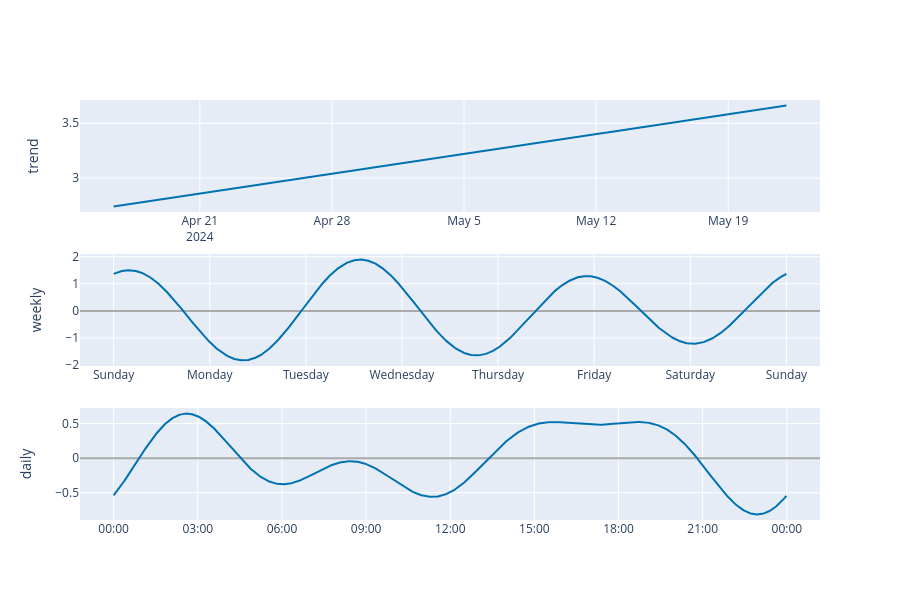 trend
3.5
3
Apr 21 Apr 28 May 5 May 12 May 19
2024
weekly
2
1
0
−1
−2
Sunday Monday Tuesday Wednesday Thursday Friday Saturday Sunday
daily
0.5
0
−0.5
00:00 03:00 06:00 09:00 12:00 15:00 18:00 21:00 00:00